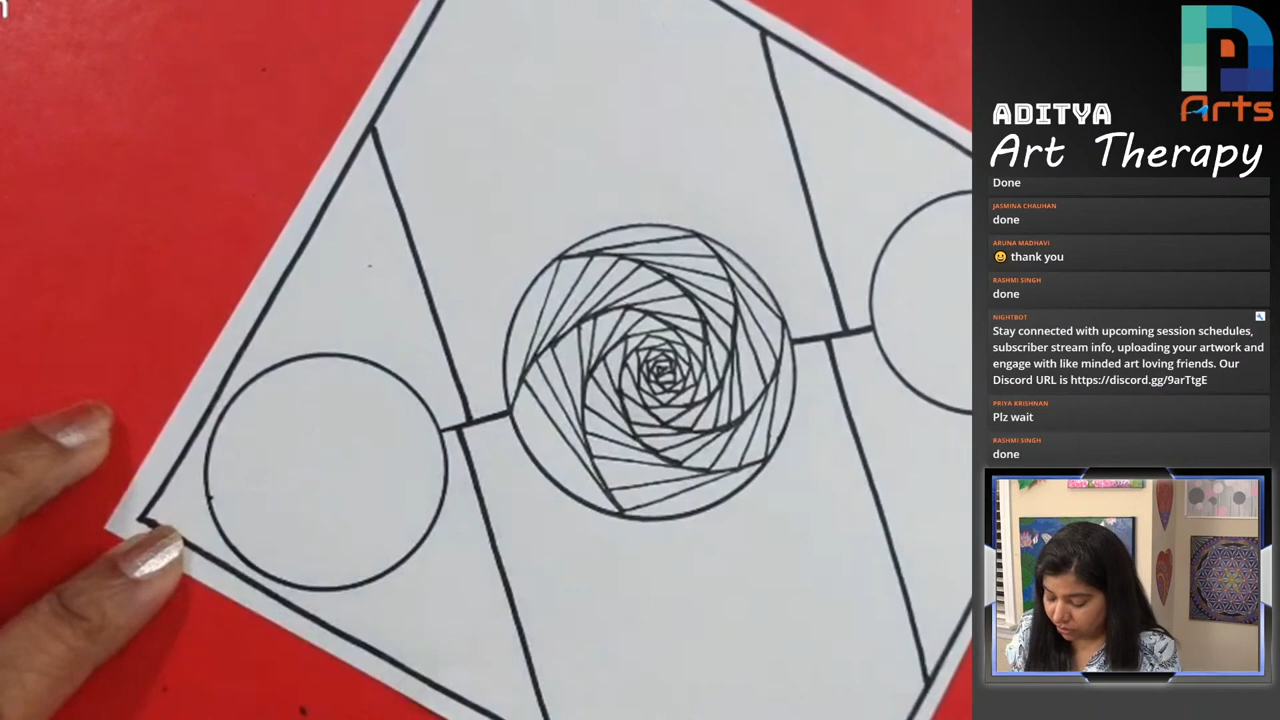 Arts
ADITYA
Art Therapy
Done
JASMINA CHAUHAN
done
ARUNA MADHAVI
😀 thank you
RASHMI SINGH
done
NIGHTBOT
Stay connected with upcoming session schedules,
subscriber stream info, uploading your artwork and
engage with like minded art loving friends. Our
Discord URL is https://discord.gg/9arTtgE
PRIYA KRISHNAN
Plz wait
RASHMI SINGH
done